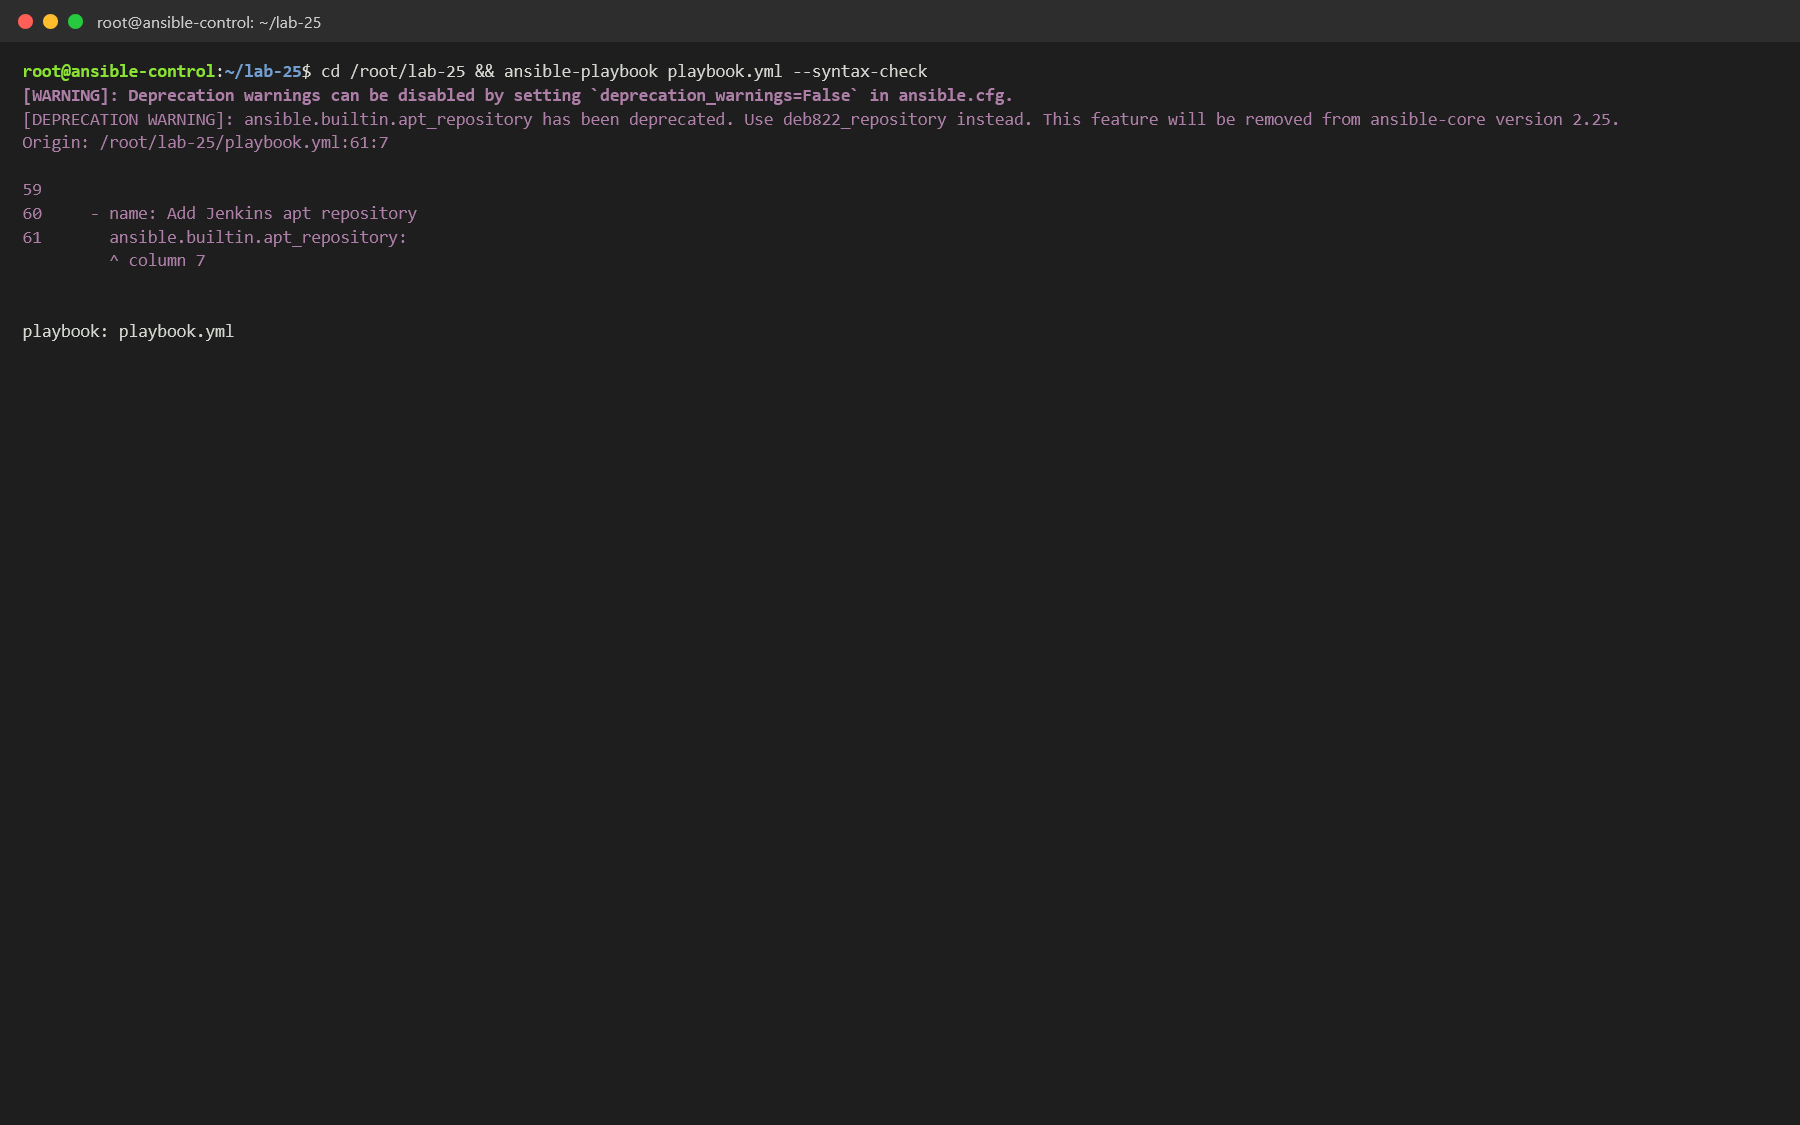 root@ansible-control: ~/lab-25
root@ansible-control:~/lab-25$ cd /root/lab-25 && ansible-playbook playbook.yml --syntax-check
[WARNING]: Deprecation warnings can be disabled by setting `deprecation_warnings=False` in ansible.cfg.
[DEPRECATION WARNING]: ansible.builtin.apt_repository has been deprecated. Use deb822_repository instead. This feature will be removed from ansible-core version 2.25.
Origin: /root/lab-25/playbook.yml:61:7
59
60     - name: Add Jenkins apt repository
61       ansible.builtin.apt_repository:
         ^ column 7
playbook: playbook.yml